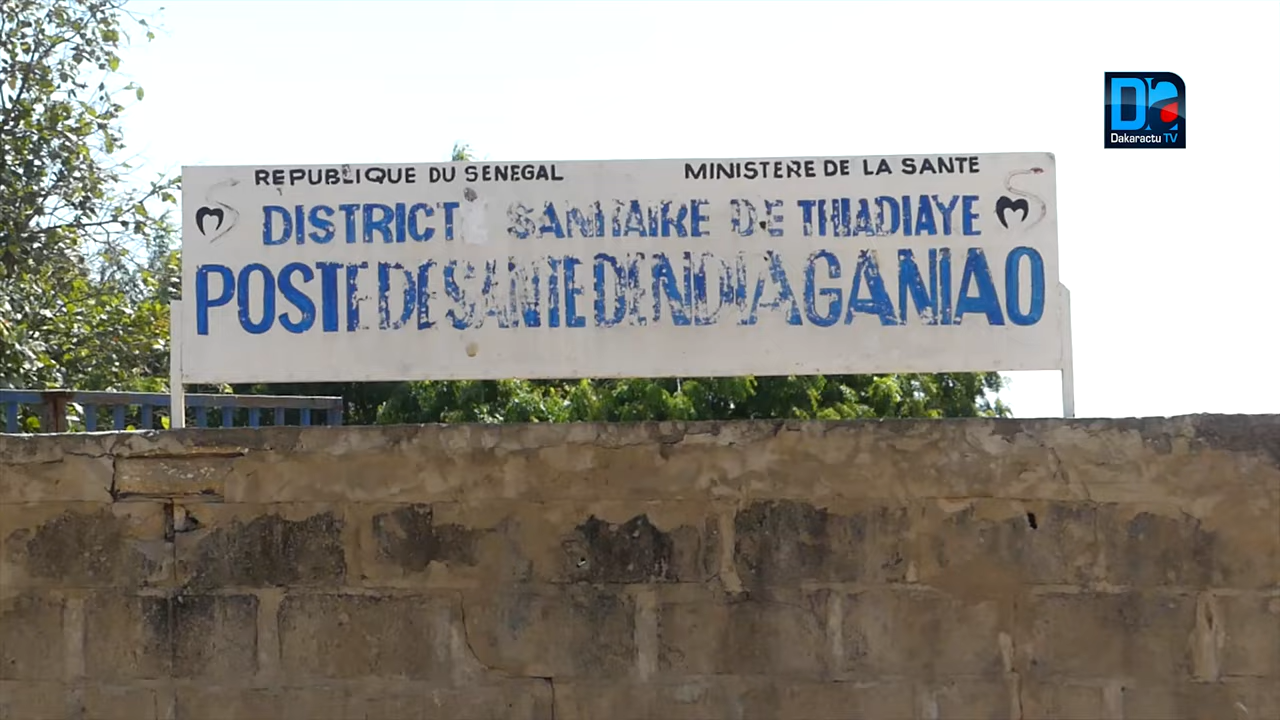 REPUBLIQUE DU SENEGAL MINISTERE DE LA SANTE
DISTRICT SANITAIRE DE THIADIAYE
POSTE DE SANTE DE NDIAGANIAO
Dakaractu TV